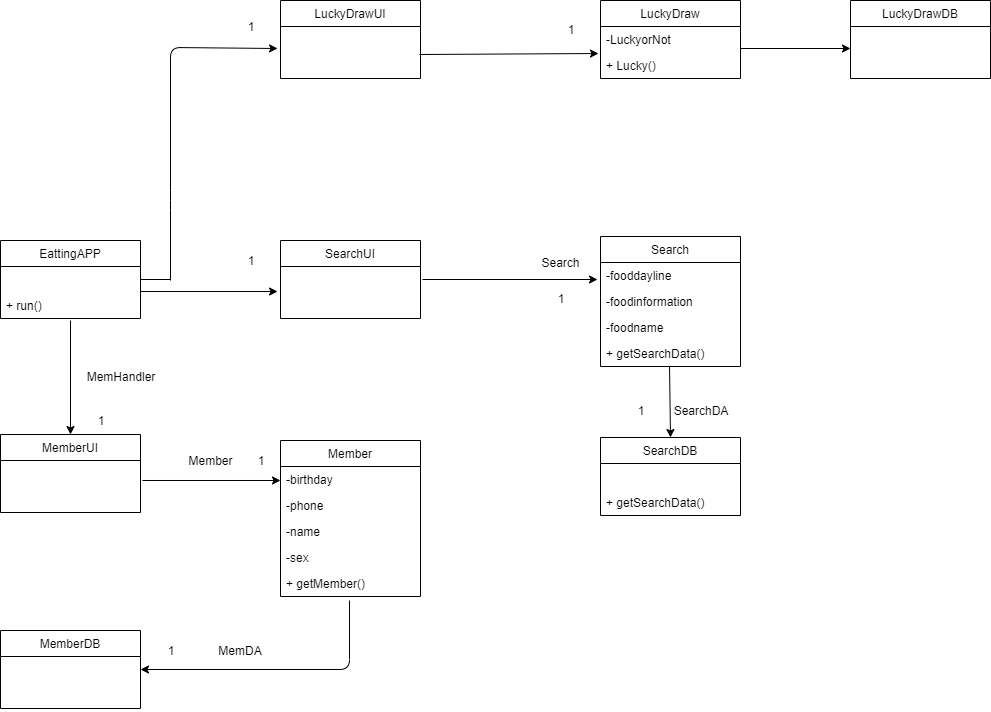 LuckyDrawUI
LuckyDraw
LuckyDrawDB
1
1
-LuckyorNot
+ Lucky()
EattingAPP
+ run()
1
SearchUI
Search
1
Search
-fooddayline
-foodinformation
-foodname
+ getSearchData()
MemHandler
1
1
SearchDA
MemberUI
Member
1
Member
-birthday
-phone
-name
-sex
+ getMember()
SearchDB
+ getSearchData()
MemberDB
1
MemDA